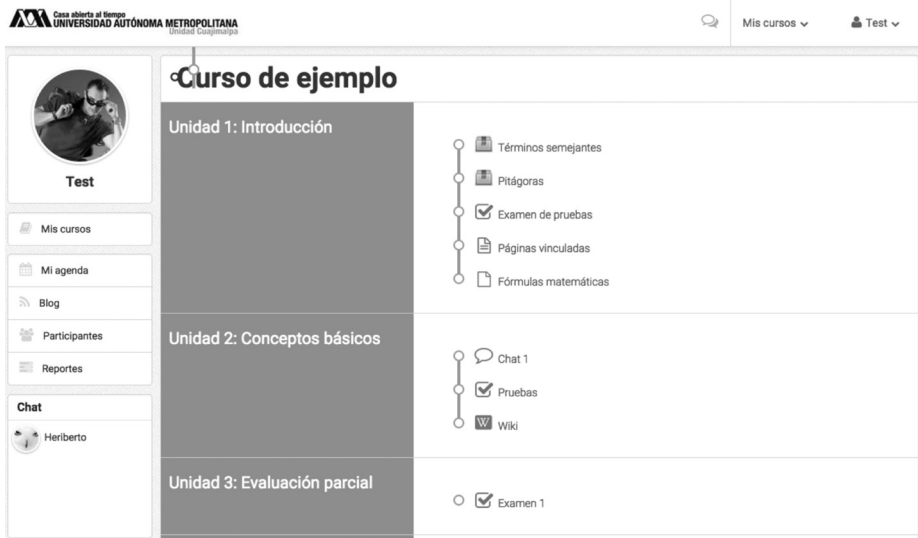 Casa abierta al tiempo
UNIVERSIDAD AUTÓNOMA METROPOLITANA
Unidad Cuajimalpa
Mis cursos
Test
Test
Mis cursos
Mi agenda
Blog
Participantes
Reportes
Chat
Heriberto
Curso de ejemplo
Unidad 1: Introducción
Términos semejantes
Pitágoras
Examen de pruebas
Páginas vinculadas
Fórmulas matemáticas
Unidad 2: Conceptos básicos
Chat 1
Pruebas
W Wiki
Unidad 3: Evaluación parcial
Examen 1